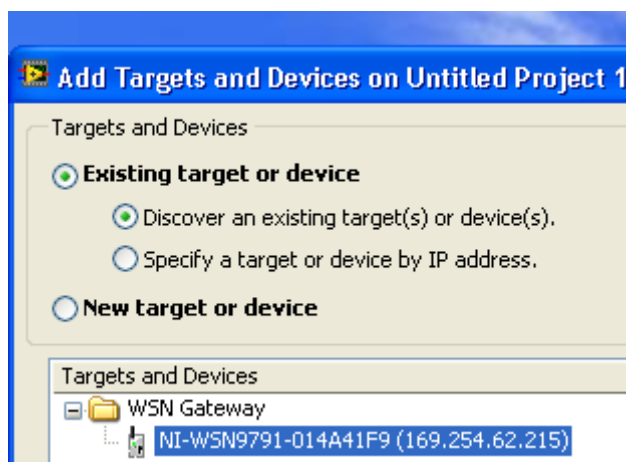 Add Targets and Devices on Untitled Project 1
Targets and Devices
Existing target or device
Discover an existing target(s) or device(s).
Specify a target or device by IP address.
New target or device
Targets and Devices
WSN Gateway
NI-WSN9791-014A41F9 (169.254.62.215)